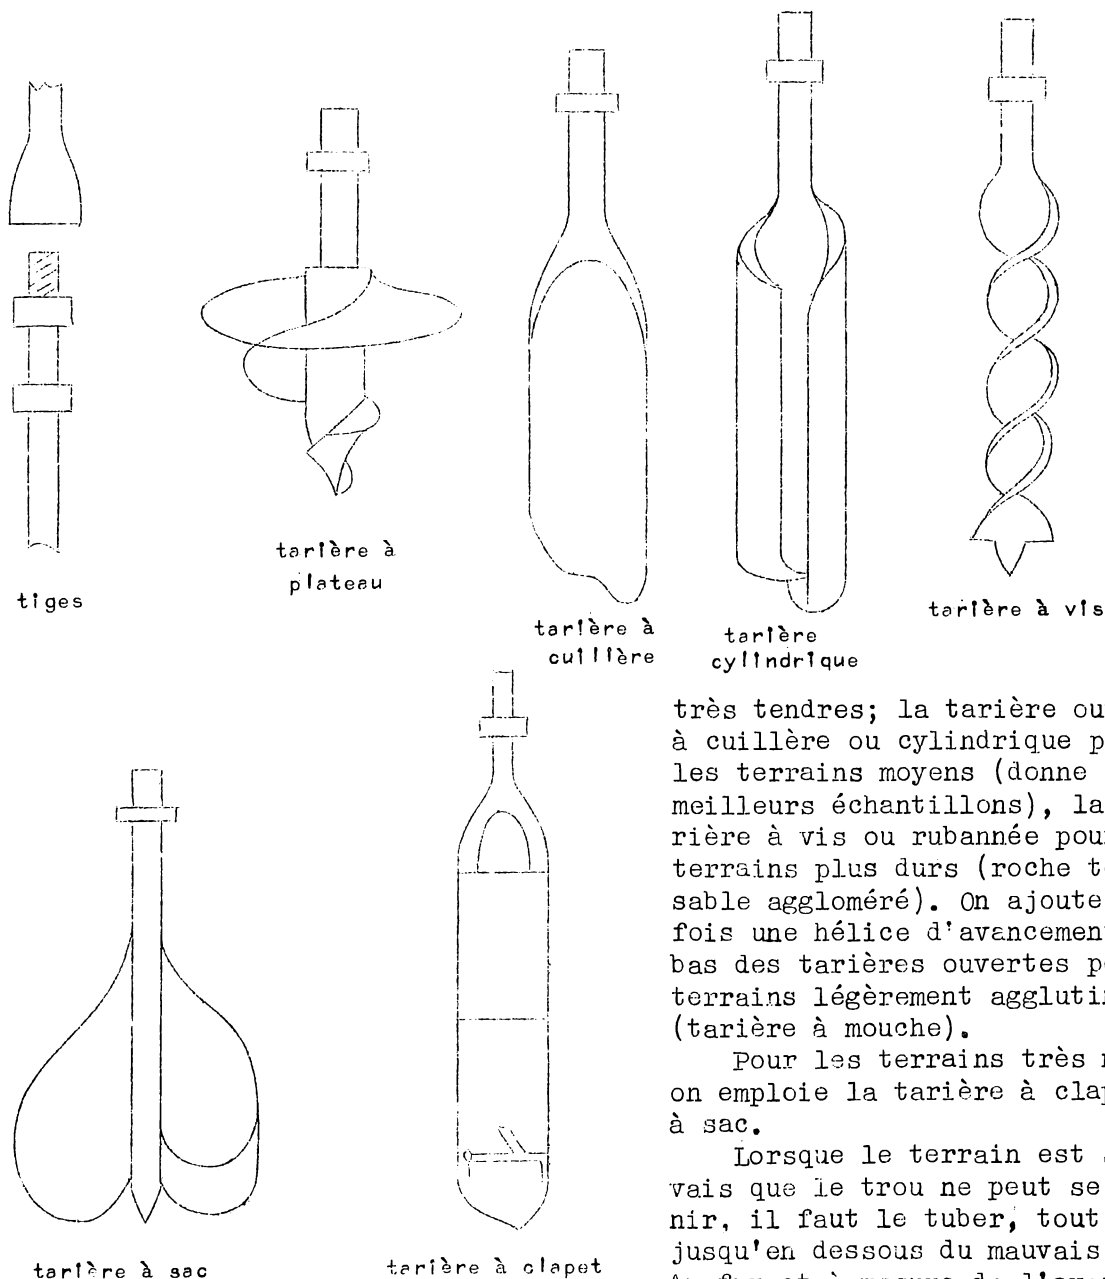 tiges
tarière à
plateau
tarière à
cuillière
tarière
cylindrique
tarière à vis
tarière à sac
tarière à clapet
très tendres; la tarière ou
à cuillère ou cylindrique p
les terrains moyens (donne
meilleurs échantillons), la
rière à vis ou rubannée pour
terrains plus durs (roche t
sable aggloméré). On ajoute
fois une hélice d'avancement
bas des tarières ouvertes p
terrains légèrement aggluti
(tarière à mouche).
Pour les terrains très
on emploie la tarière à cla
à sac.
Lorsque le terrain est
vais que le trou ne peut se
nir, il faut le tuber, tout
jusqu'en dessous du mauvais